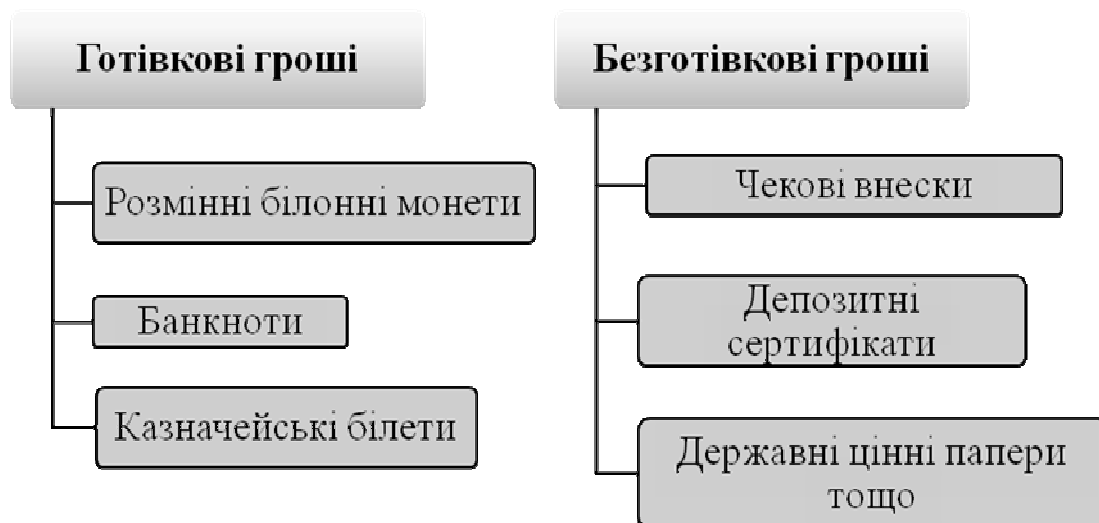 Готівкові гроші
Розмінні білонні монети
Банкноти
Казначейські білети
Безготівкові гроші
Чекові внески
Депозитні
сертифікати
Державні цінні папери
тощо